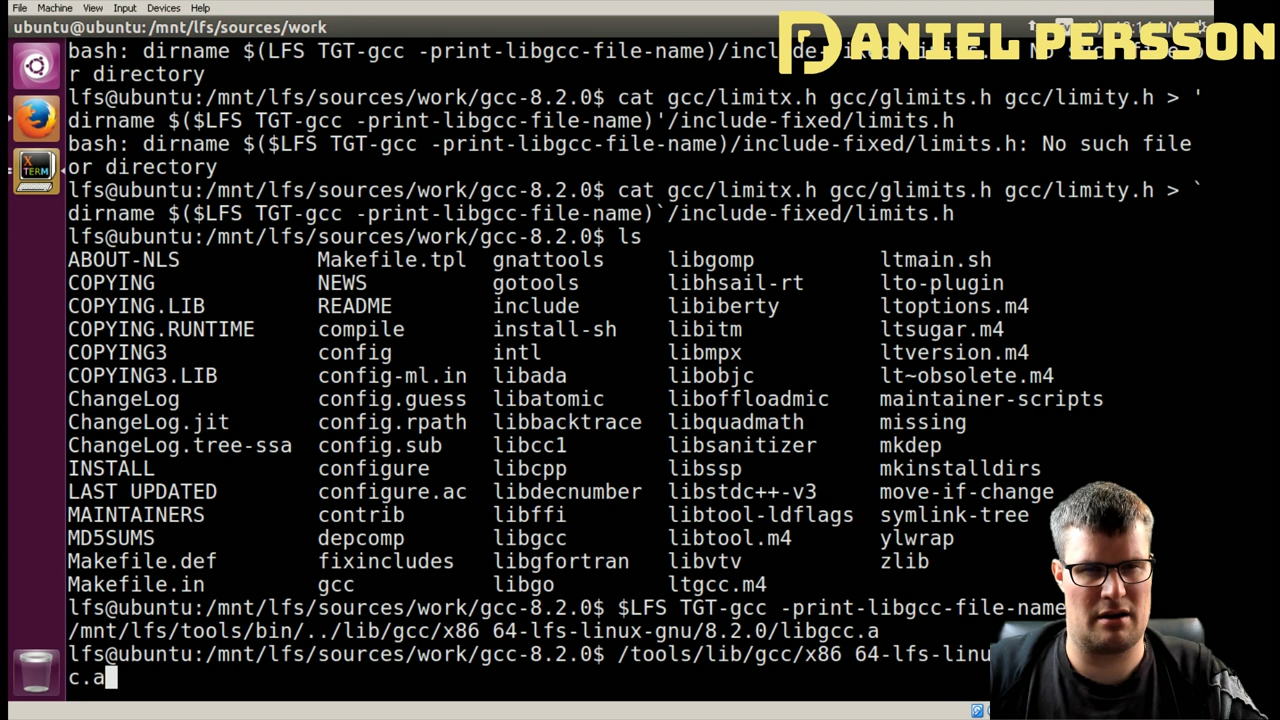 File Machine View Input Devices Help
ubuntu@ubuntu: /mnt/lfs/sources/work
DANIEL PERSSON
bash: dirname $(LFS TGT-gcc -print-libgcc-file-name)/include-fixed/limits.h: No such file o
r directory
lfs@ubuntu:/mnt/lfs/sources/work/gcc-8.2.0$ cat gcc/limitx.h gcc/glimits.h gcc/limity.h > '
dirname $($LFS TGT-gcc -print-libgcc-file-name)'/include-fixed/limits.h
bash: dirname $($LFS TGT-gcc -print-libgcc-file-name)/include-fixed/limits.h: No such file
or directory
lfs@ubuntu:/mnt/lfs/sources/work/gcc-8.2.0$ cat gcc/limitx.h gcc/glimits.h gcc/limity.h > `
dirname $($LFS TGT-gcc -print-libgcc-file-name)`/include-fixed/limits.h
lfs@ubuntu:/mnt/lfs/sources/work/gcc-8.2.0$ ls
ABOUT-NLS Makefile.tpl gnattools libgomp ltmain.sh
COPYING NEWS gotools libhsail-rt lto-plugin
COPYING.LIB README include libiberty ltoptions.m4
COPYING.RUNTIME compile install-sh libitm ltsugar.m4
COPYING3 config intl libmpx ltversion.m4
COPYING3.LIB config-ml.in libada libobjc lt~obsolete.m4
ChangeLog config.guess libatomic liboffloadmic maintainer-scripts
ChangeLog.jit config.rpath libbacktrace libquadmath missing
ChangeLog.tree-ssa config.sub libcc1 libsanitizer mkdep
INSTALL configure libcpp libssp mkinstalldirs
LAST UPDATED configure.ac libdecnumber libstdc++-v3 move-if-change
MAINTAINERS contrib libffi libtool-ldflags symlink-tree
MD5SUMS depcomp libgcc libtool.m4 ylwrap
Makefile.def fixincludes libgfortran libvtv zlib
Makefile.in gcc libgo ltgcc.m4
lfs@ubuntu:/mnt/lfs/sources/work/gcc-8.2.0$ $LFS TGT-gcc -print-libgcc-file-name
/mnt/lfs/tools/bin/../lib/gcc/x86 64-lfs-linux-gnu/8.2.0/libgcc.a
lfs@ubuntu:/mnt/lfs/sources/work/gcc-8.2.0$ /tools/lib/gcc/x86 64-lfs-linu
c.a
X
TERM